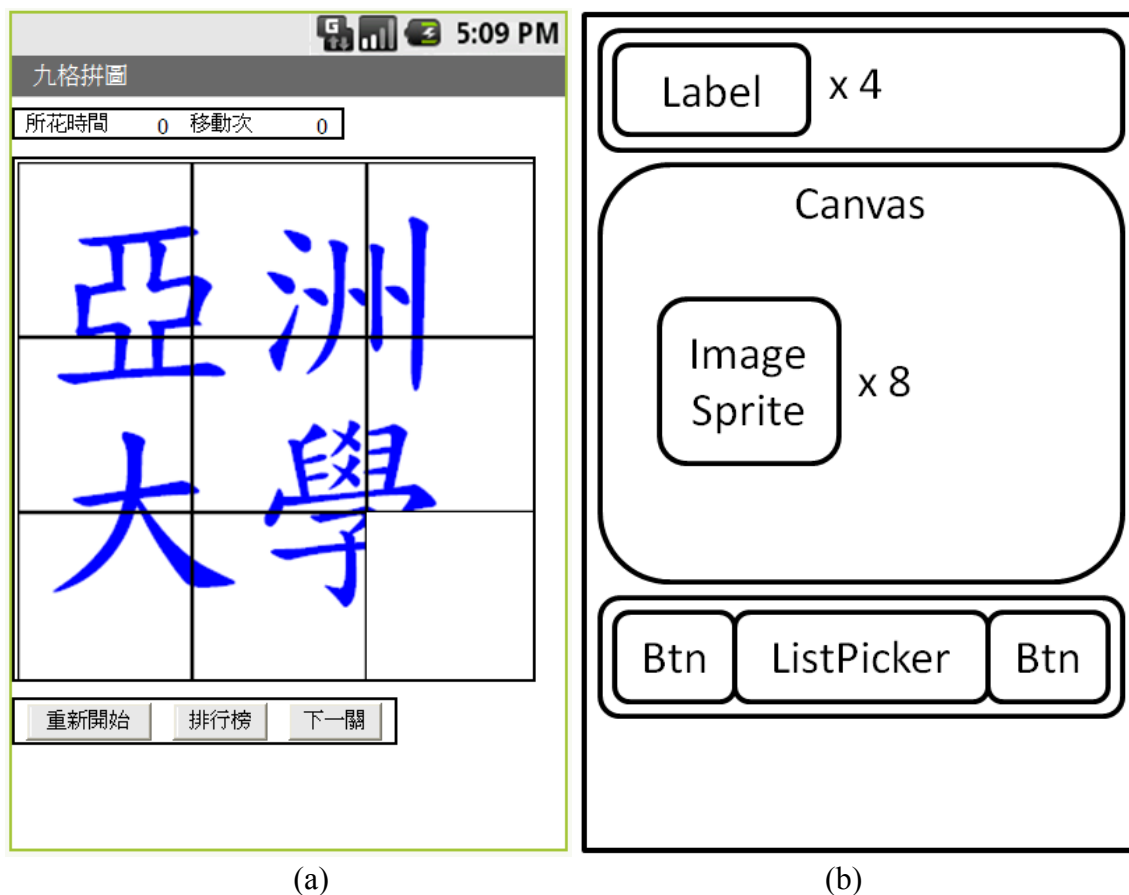 5:09 PM
九格拼圖
所花時間 0 移動次 0
亞洲
大學
重新開始 排行榜 下一關
(a)
Label x 4
Canvas
Image
Sprite
x 8
Btn ListPicker Btn
(b)